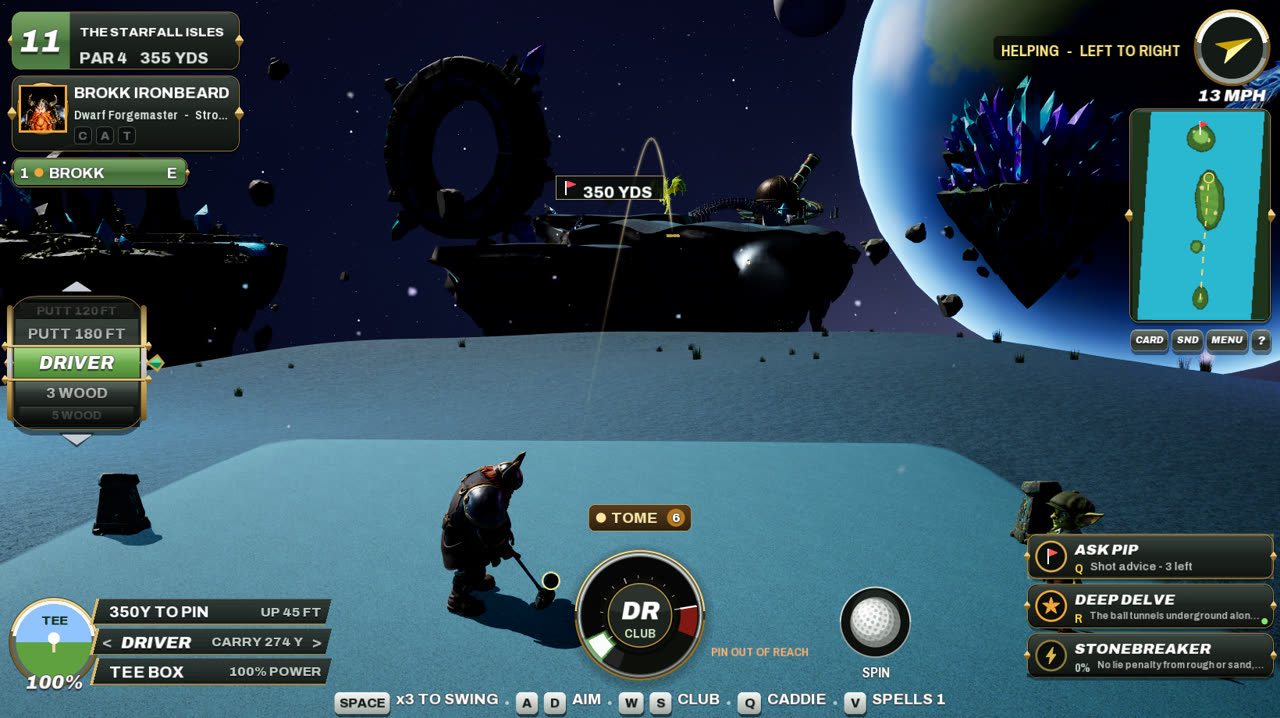 11
THE STARFALL ISLES
PAR 4 355 YDS
BROKK IRONBEARD
Dwarf Forgemaster - Stro...
C A T
1 BROKK E
HELPING - LEFT TO RIGHT
13 MPH
350 YDS
CARD SND MENU ?
PUTT 120 FT
PUTT 180 FT
DRIVER
3 WOOD
5 WOOD
TOME 6
DR
CLUB
PIN OUT OF REACH
SPIN
ASK PIP
Q Shot advice - 3 left
DEEP DELVE
R The ball tunnels underground alon...
STONEBREAKER
0% No lie penalty from rough or sand,...
TEE
100%
350Y TO PIN UP 45 FT
< DRIVER CARRY 274 Y >
TEE BOX 100% POWER
SPACE x3 TO SWING . A D AIM . W S CLUB . Q CADDIE . V SPELLS 1